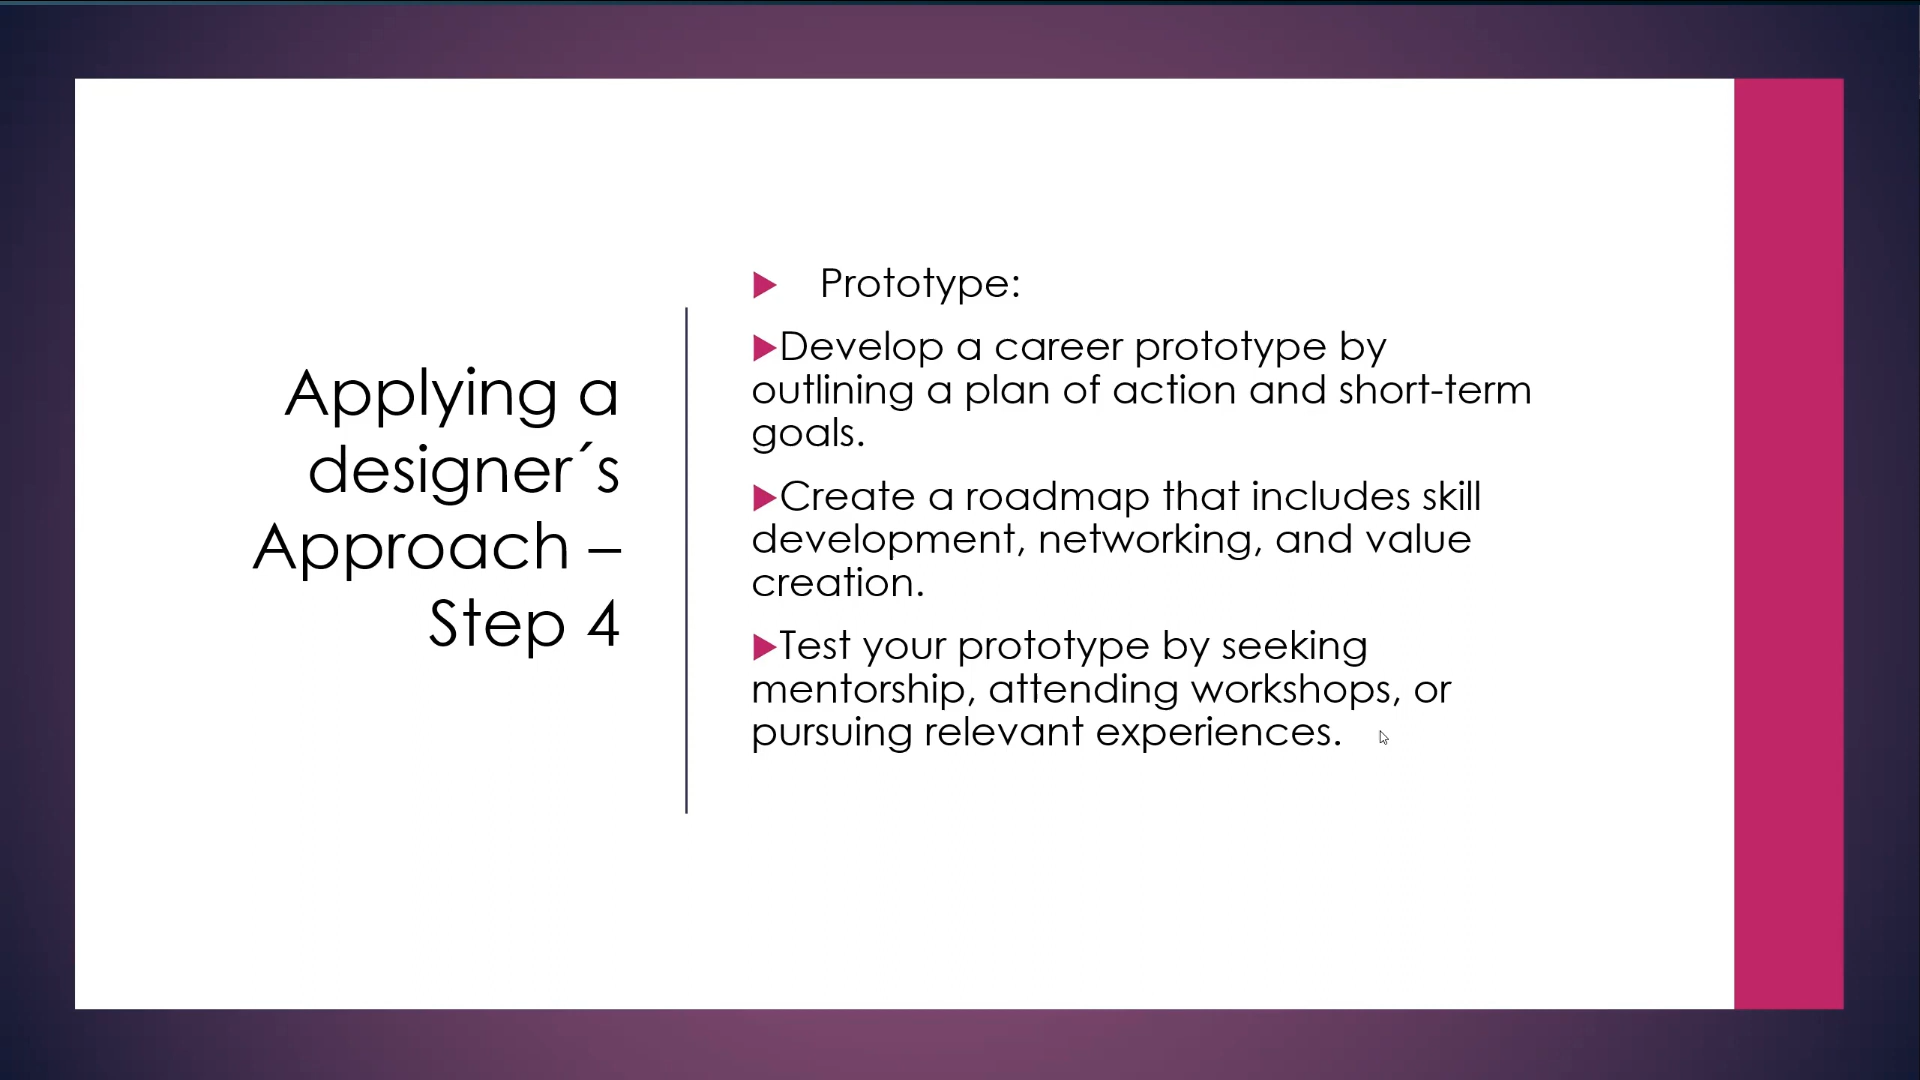 Applying a
designer´s
Approach –
Step 4
Prototype:
Develop a career prototype by
outlining a plan of action and short-term
goals.
Create a roadmap that includes skill
development, networking, and value
creation.
Test your prototype by seeking
mentorship, attending workshops, or
pursuing relevant experiences.